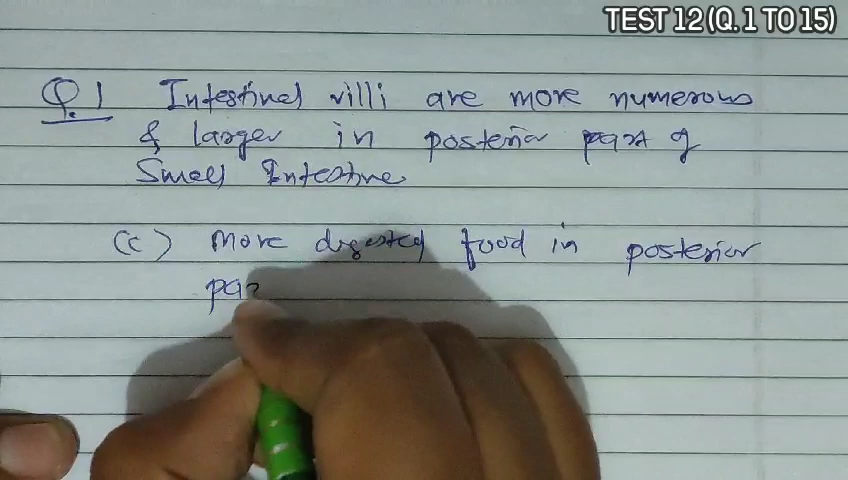 TEST 12 (Q. 1 TO 15)
Q.1 Intestinal villi are more numerous
& larger in posterior part of
Small Intestine
(c) more digested food in posterior
par